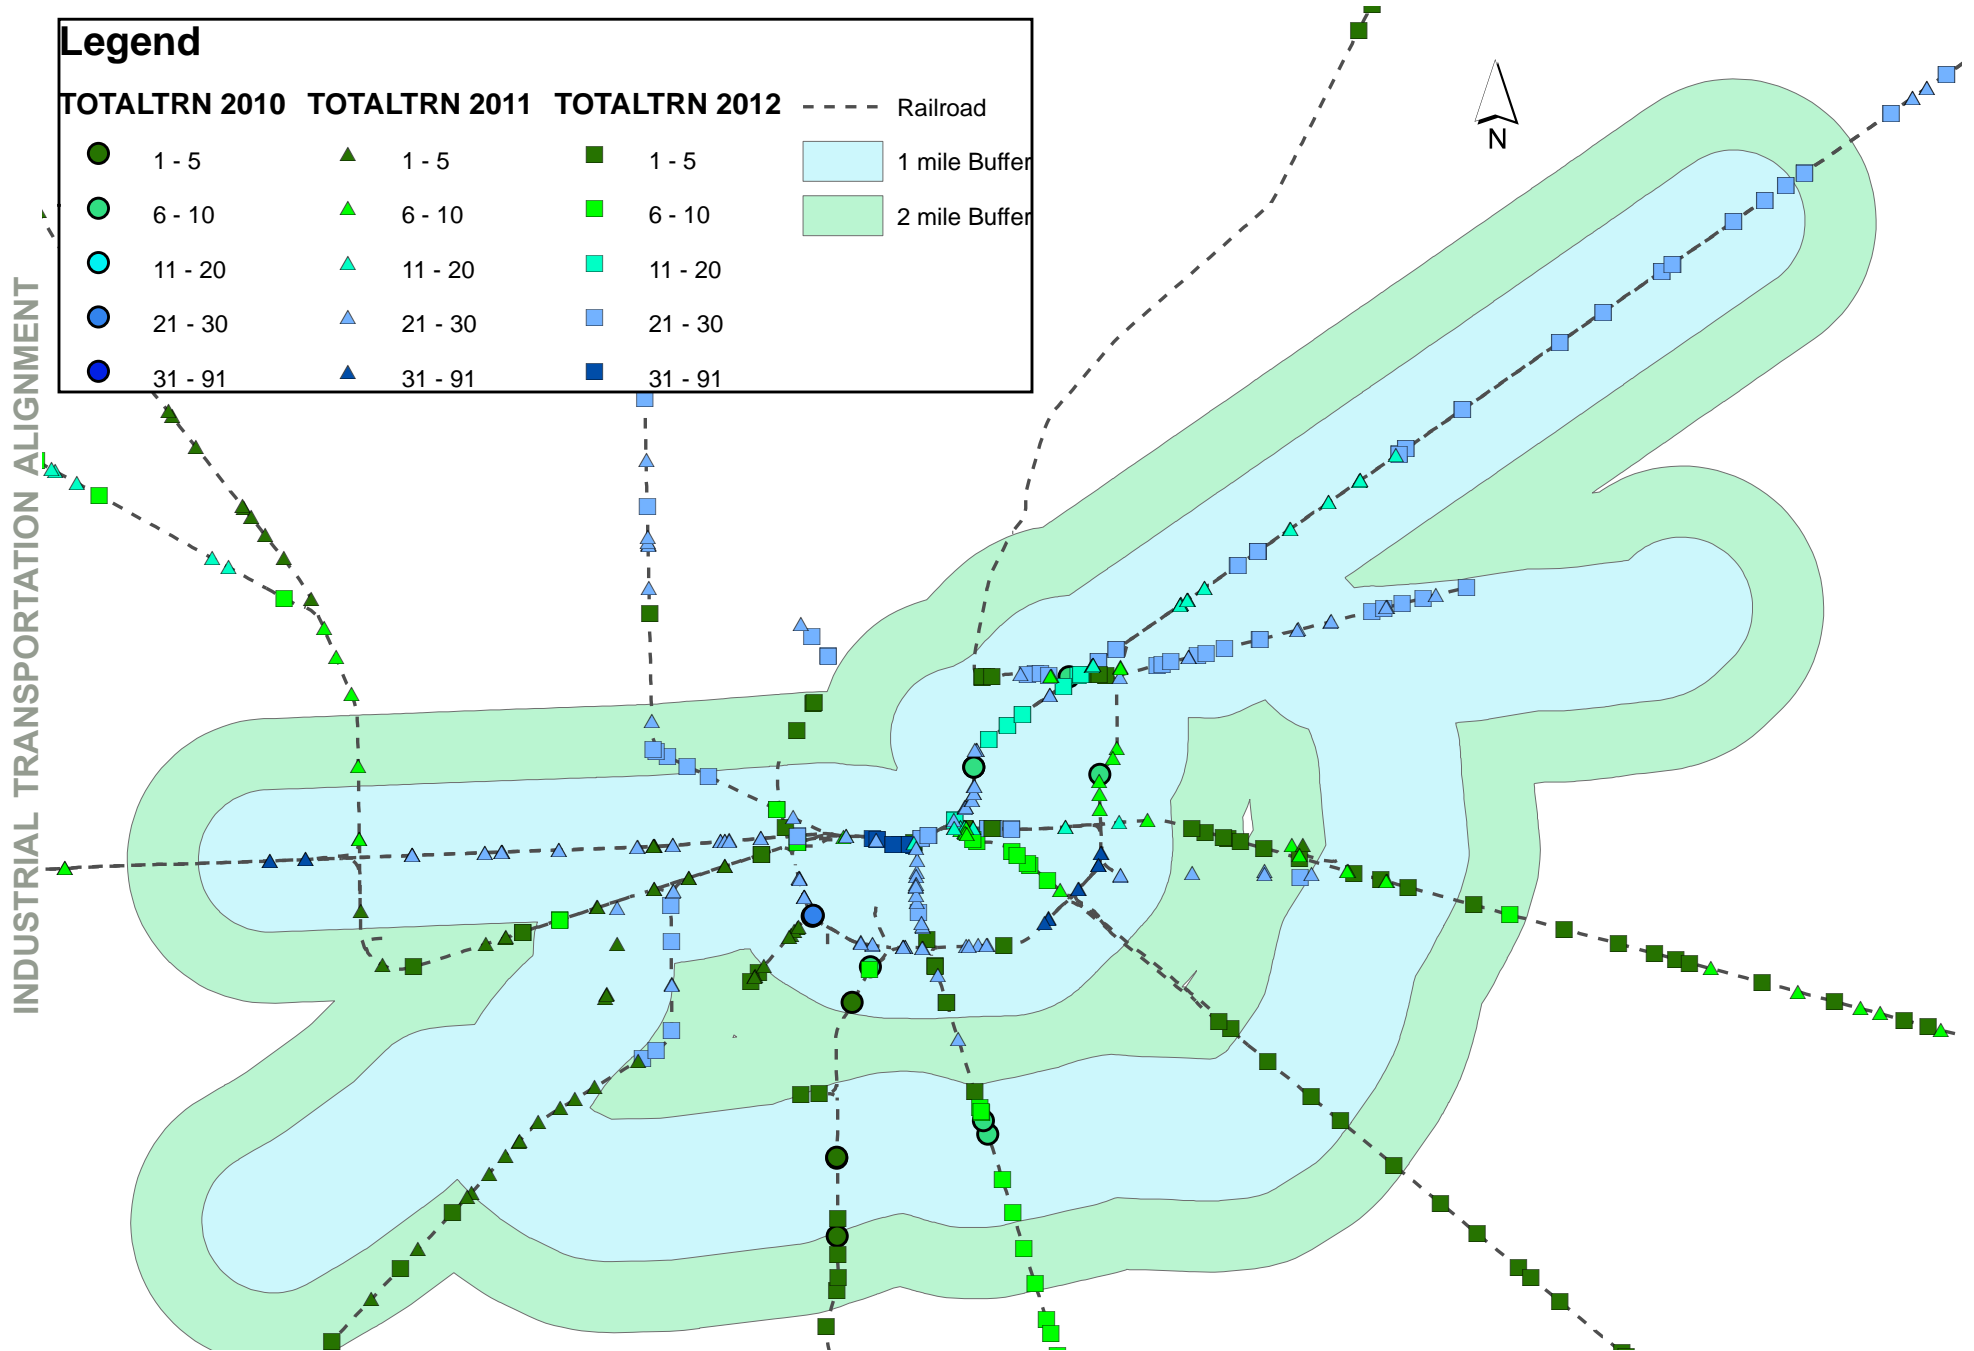 Legend
TOTALTRN 2010 TOTALTRN 2011 TOTALTRN 2012
Railroad
1 - 5 1 - 5 1 - 5 1 mile Buffer
6 - 10 6 - 10 6 - 10 2 mile Buffer
11 - 20 11 - 20 11 - 20
21 - 30 21 - 30 21 - 30
31 - 91 31 - 91 31 - 91
N
INDUSTRIAL TRANSPORTATION ALIGNMENT